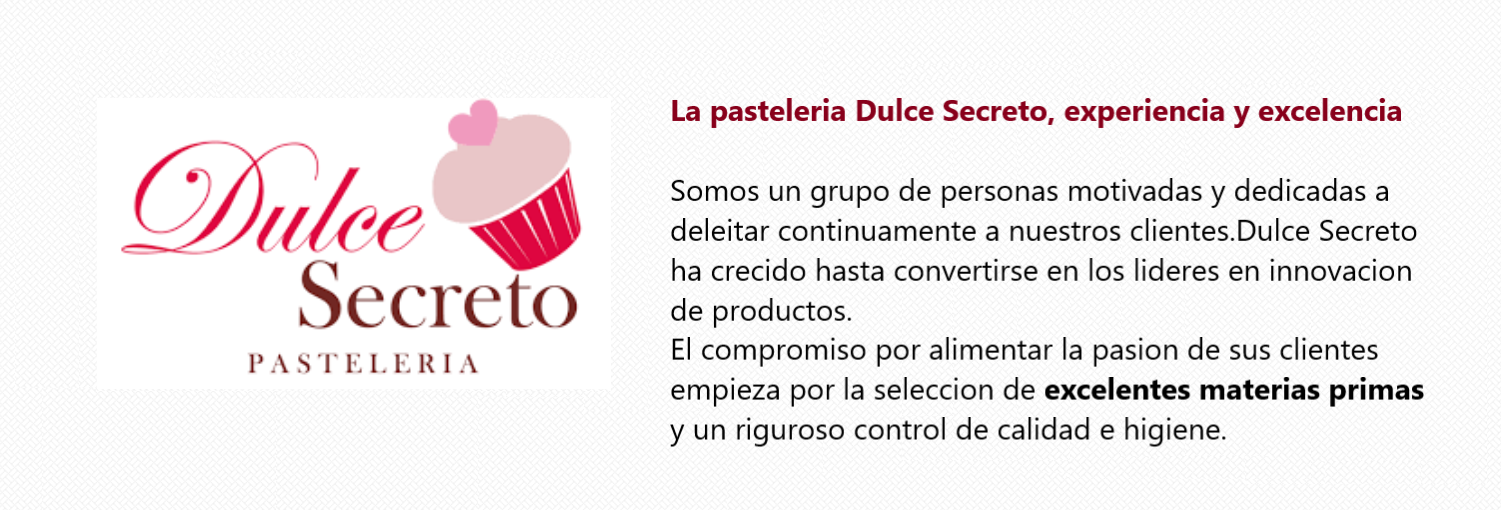 Dulce
Secreto
PASTELERIA
La pasteleria Dulce Secreto, experiencia y excelencia
Somos un grupo de personas motivadas y dedicadas a
deleitar continuamente a nuestros clientes.Dulce Secreto
ha crecido hasta convertirse en los lideres en innovacion
de productos.
El compromiso por alimentar la pasion de sus clientes
empieza por la seleccion de excelentes materias primas
y un riguroso control de calidad e higiene.